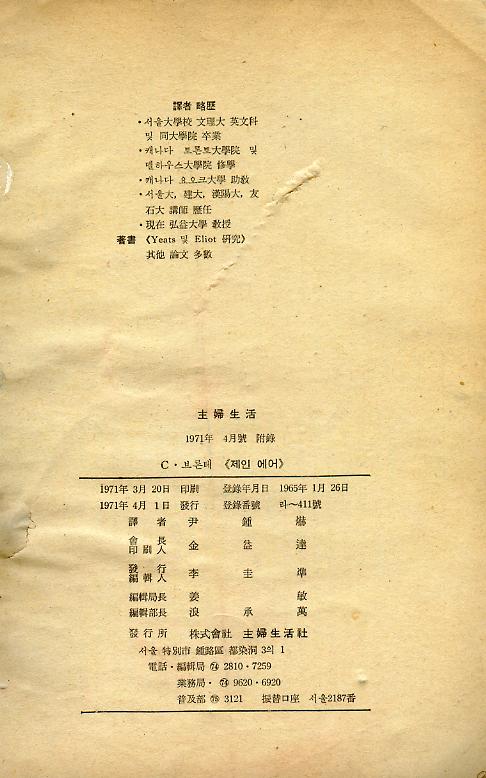 譯者 略歷
・서울大學校 文理大 英文科
및 同大學院 卒業
・캐나다 토론토大學院 및
댈하우스大學院 修學
・캐나다 요오크大學 助敎
・서울大, 建大, 漢陽大, 友
石大 講師 歷任
・現在 弘益大學 敎授
著書 《Yeats 및 Eliot 硏究》
其他 論文 多數
主婦生活
1971年 4月號 附錄
C・브론테 《제인 에어》
1971年 3月 20日 印刷 登錄年月日 1965年 1月 26日
1971年 4月 1日 發行 登錄番號 라～411號
譯者 尹鍾爀
會長
印刷人 金益達
發行
編輯人 李圭準
編輯局長 姜敏
編輯部長 浪承萬
發行所 株式會社 主婦生活社
서울 特別市 鍾路區 都染洞 3의 1
電話・編輯局 ㉔ 2810・7259
業務局・ ㉔ 9620・6920
普及部 3121 振替口座 서울2187番